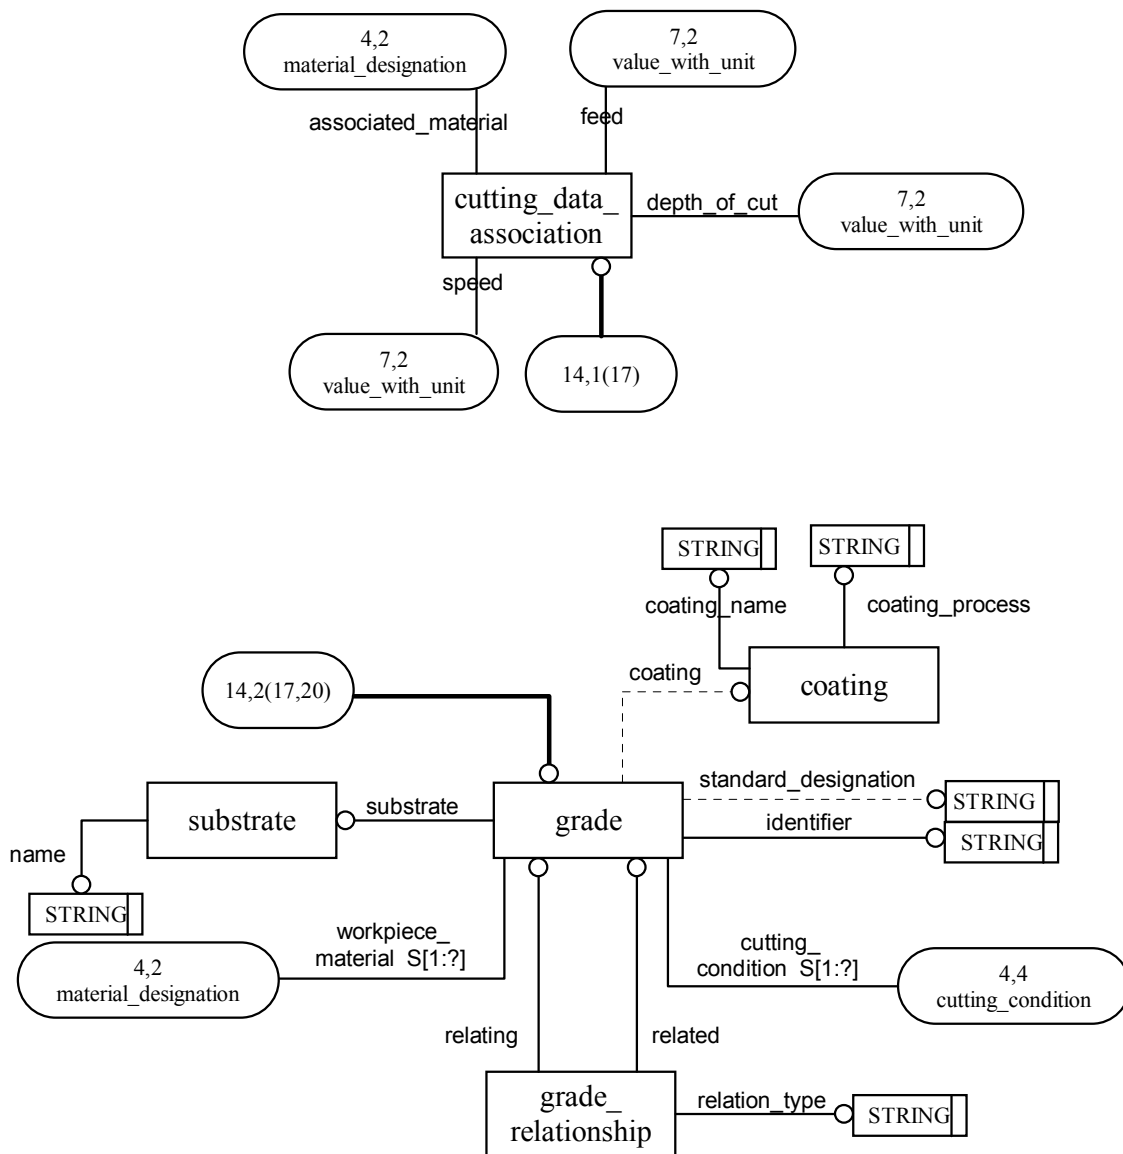 4,2
material_designation
7,2
value_with_unit
associated_material
feed
cutting_data_
association
depth_of_cut
7,2
value_with_unit
speed
7,2
value_with_unit
14,1(17)
STRING
STRING
coating_name
coating_process
coating
coating
14,2(17,20)
substrate
substrate
grade
standard_designation
STRING
identifier
STRING
name
STRING
workpiece_
material S[1:?]
4,2
material_designation
cutting_
condition S[1:?]
4,4
cutting_condition
relating
related
grade_
relationship
relation_type
STRING